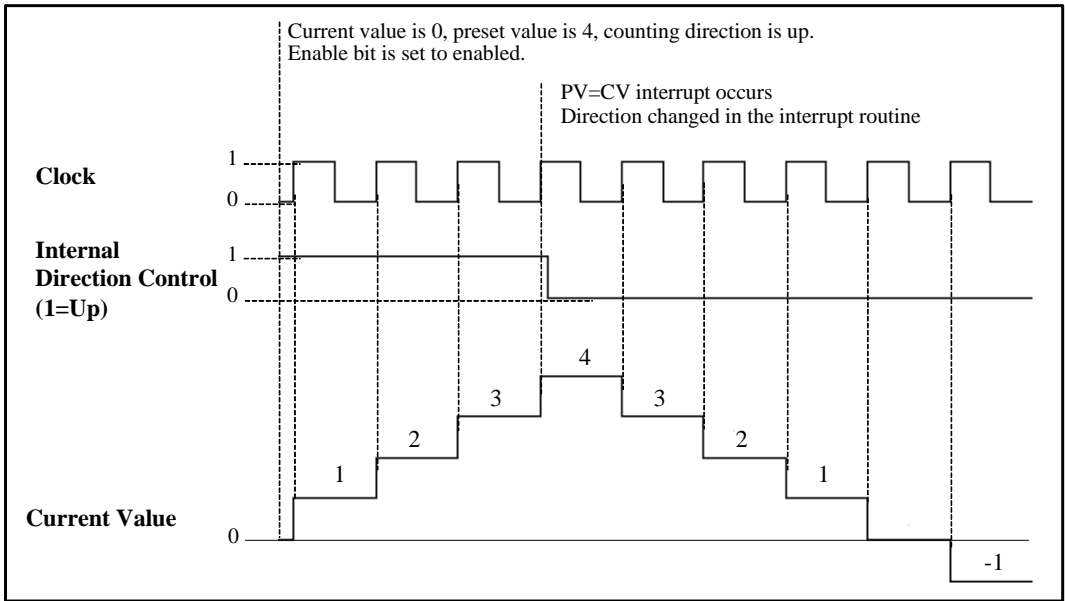 Current value is 0, preset value is 4, counting direction is up.
Enable bit is set to enabled.
PV=CV interrupt occurs
Direction changed in the interrupt routine
Clock
1
0
Internal
Direction Control
(1=Up)
1
0
4
3
3
2
2
1
1
Current Value
0
-1